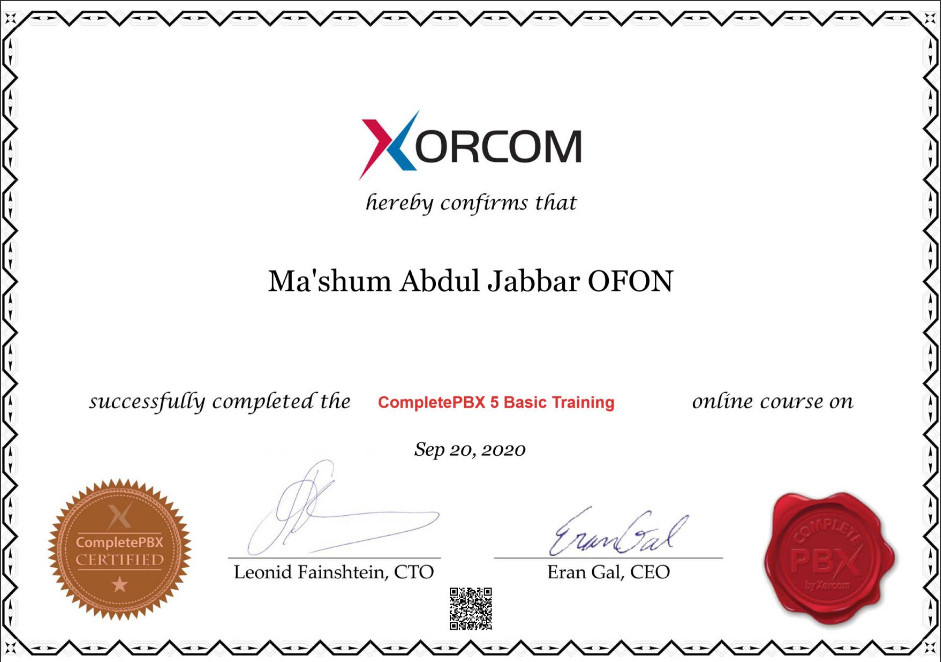 XORCOM
hereby confirms that
Ma'shum Abdul Jabbar OFON
successfully completed the CompletePBX 5 Basic Training online course on
Sep 20, 2020
CompletePBX
CERTIFIED
Eran Gal
Leonid Fainshtein, CTO
Eran Gal, CEO
COMPLETE
PBX
by Xorcom